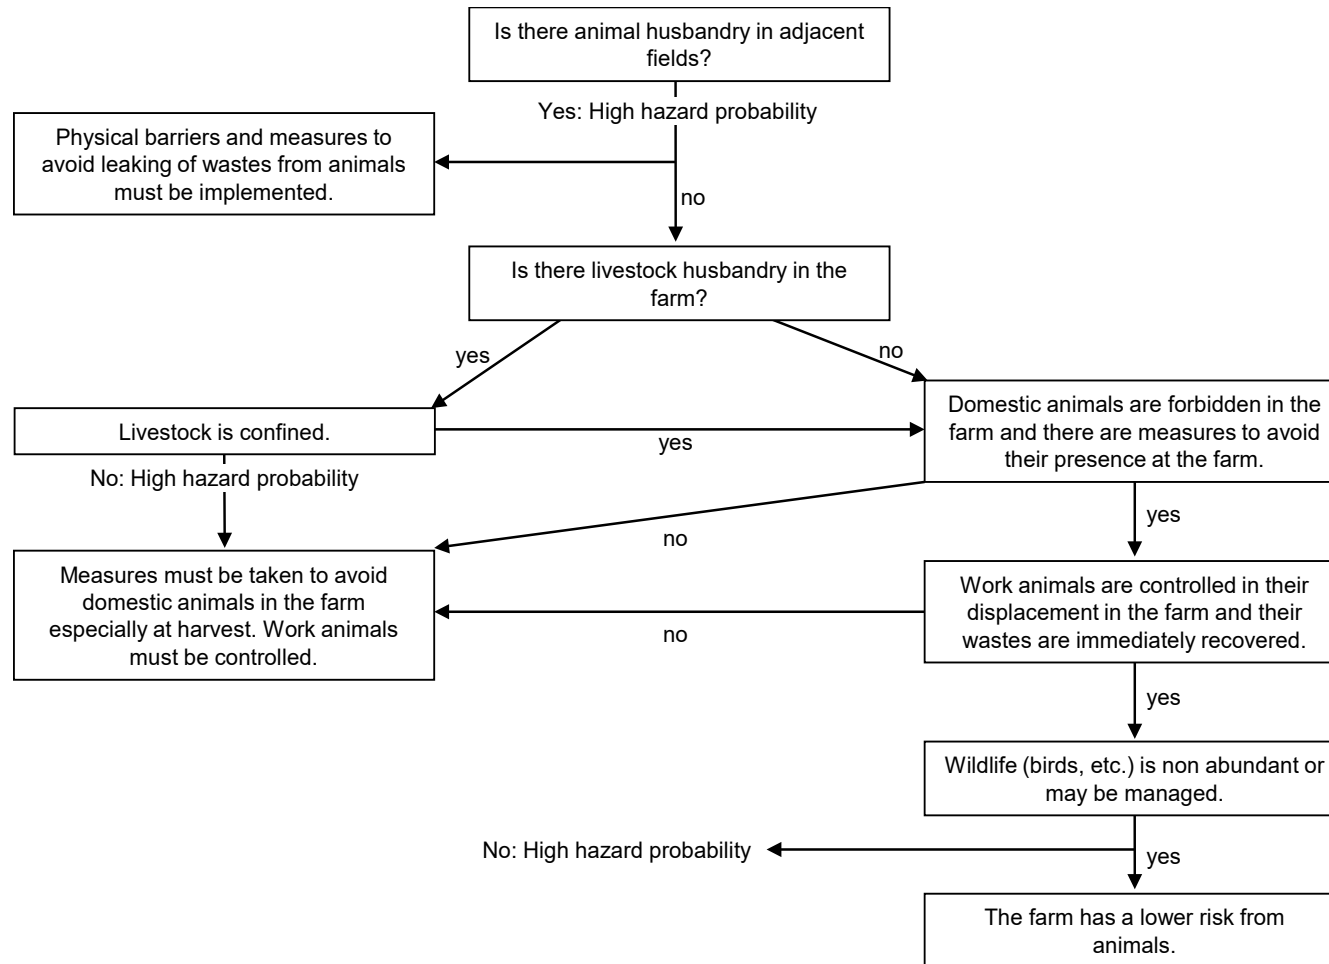 Is there animal husbandry in adjacent
fields?
Yes: High hazard probability
Physical barriers and measures to
avoid leaking of wastes from animals
must be implemented.
no
Is there livestock husbandry in the
farm?
yes
no
Livestock is confined.
yes
Domestic animals are forbidden in the
farm and there are measures to avoid
their presence at the farm.
No: High hazard probability
no
yes
Measures must be taken to avoid
domestic animals in the farm
especially at harvest. Work animals
must be controlled.
no
Work animals are controlled in their
displacement in the farm and their
wastes are immediately recovered.
yes
Wildlife (birds, etc.) is non abundant or
may be managed.
No: High hazard probability
yes
The farm has a lower risk from
animals.